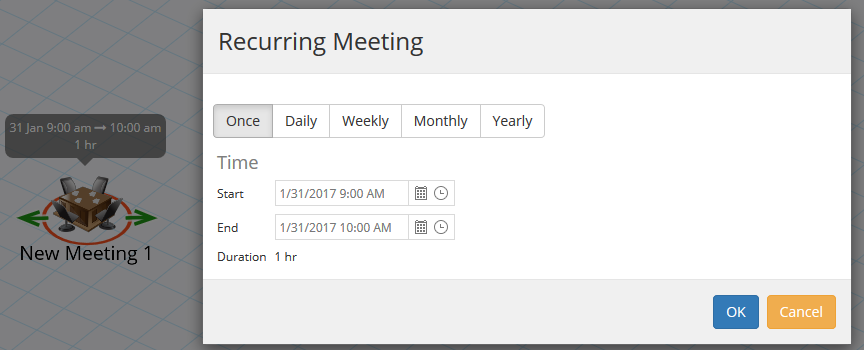 Recurring Meeting
Once Daily Weekly Monthly Yearly
31 Jan 9:00 am → 10:00 am
1 hr
Time
Start 1/31/2017 9:00 AM
End 1/31/2017 10:00 AM
New Meeting 1
Duration 1 hr
OK Cancel